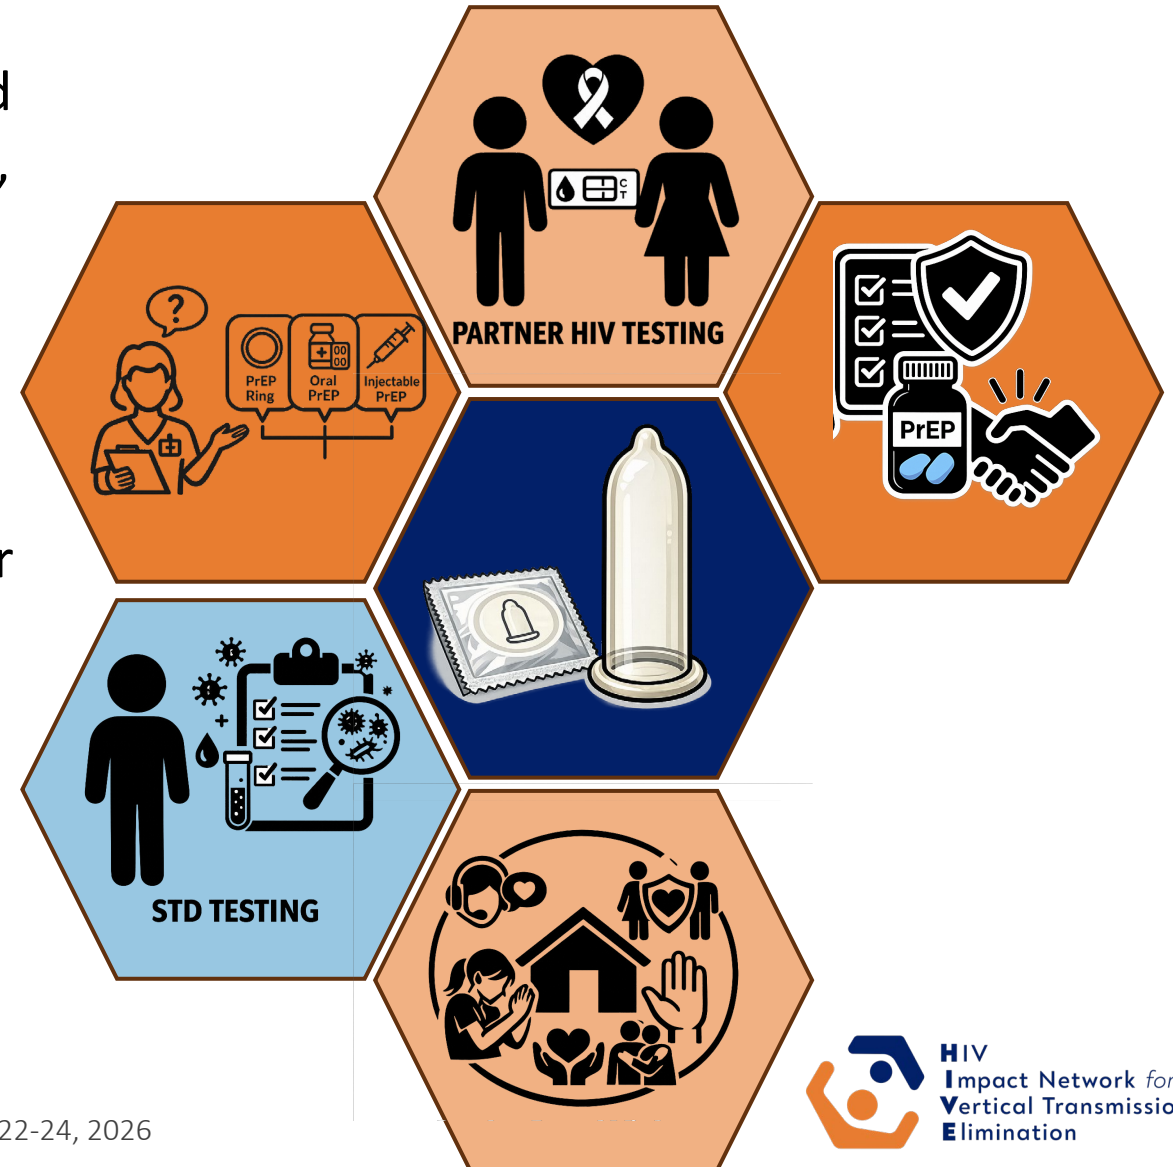 d
,
PARTNER HIV TESTING
C
T
?
PrEP
Ring
Oral
PrEP
Injectable
PrEP
PrEP
r
STD TESTING
22-24, 2026
HIV
Impact Network for
Vertical Transmissio
Elimination